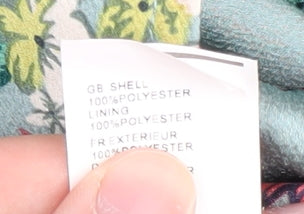 GB SHELL
100%POLYESTER
LINING
100%POLYESTER
FR EXTERIEUR
100%POLYESTER